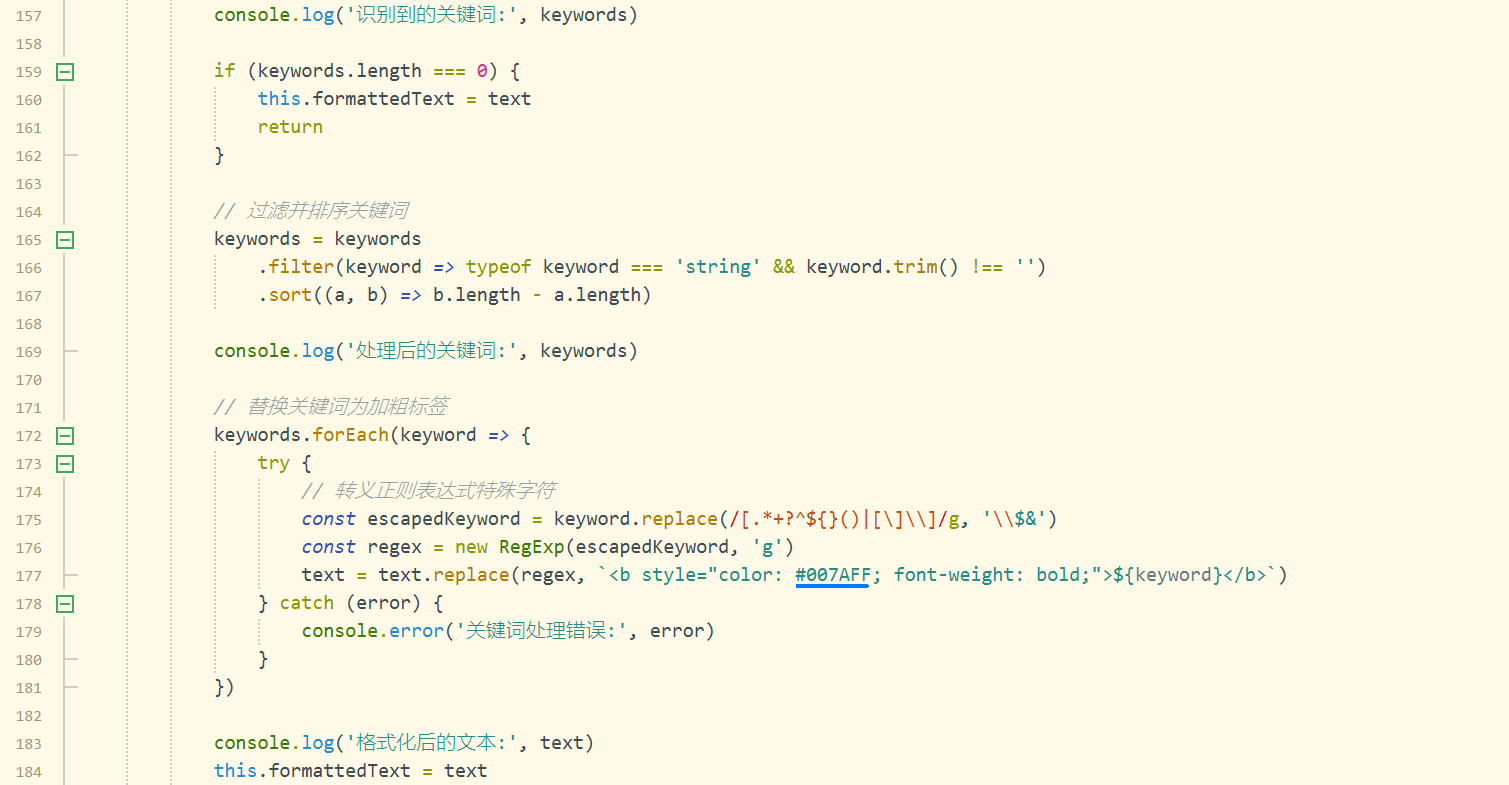 157 console.log('识别到的关键词:', keywords)
158
159 if (keywords.length === 0) {
160 this.formattedText = text
161 return
162 }
163
164 // 过滤并排序关键词
165 keywords = keywords
166 .filter(keyword => typeof keyword === 'string' && keyword.trim() !== '')
167 .sort((a, b) => b.length - a.length)
168
169 console.log('处理后的关键词:', keywords)
170
171 // 替换关键词为加粗标签
172 keywords.forEach(keyword => {
173 try {
174 // 转义正则表达式特殊字符
175 const escapedKeyword = keyword.replace(/[.*+?^${}()|[\]\\]/g, '\\$&')
176 const regex = new RegExp(escapedKeyword, 'g')
177 text = text.replace(regex, `<b style="color: #007AFF; font-weight: bold;">${keyword}</b>`)
178 } catch (error) {
179 console.error('关键词处理错误:', error)
180 }
181 })
182
183 console.log('格式化后的文本:', text)
184 this.formattedText = text